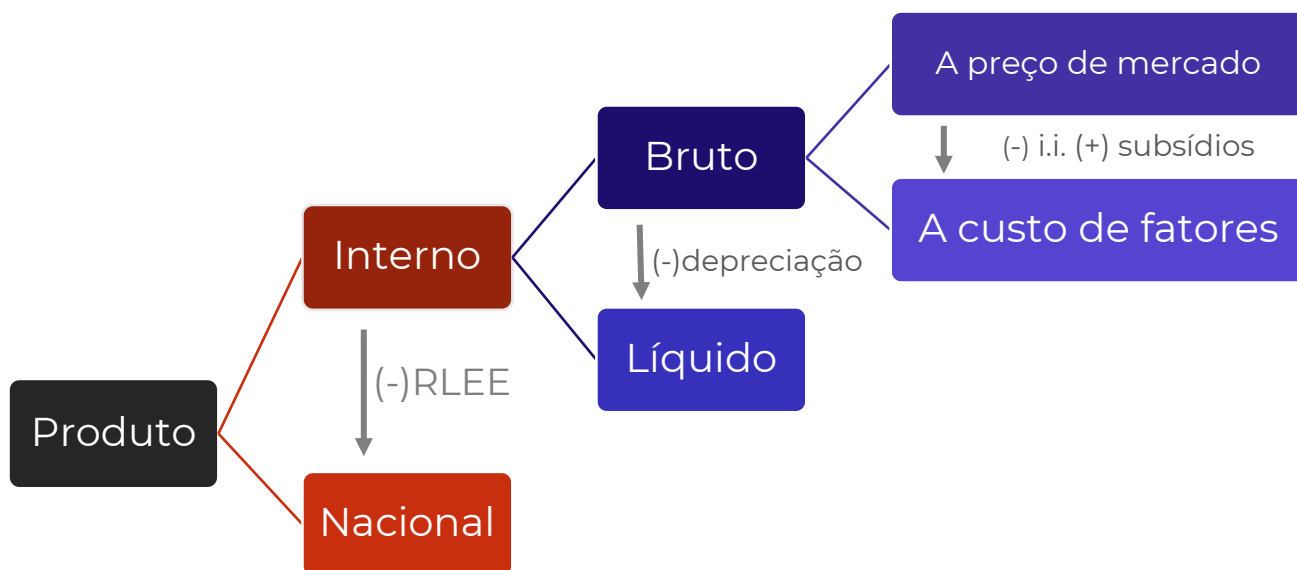 A preço de mercado
(-) i.i. (+) subsídios
A custo de fatores
Bruto
(-)depreciação
Líquido
Interno
(-)RLEE
Nacional
Produto